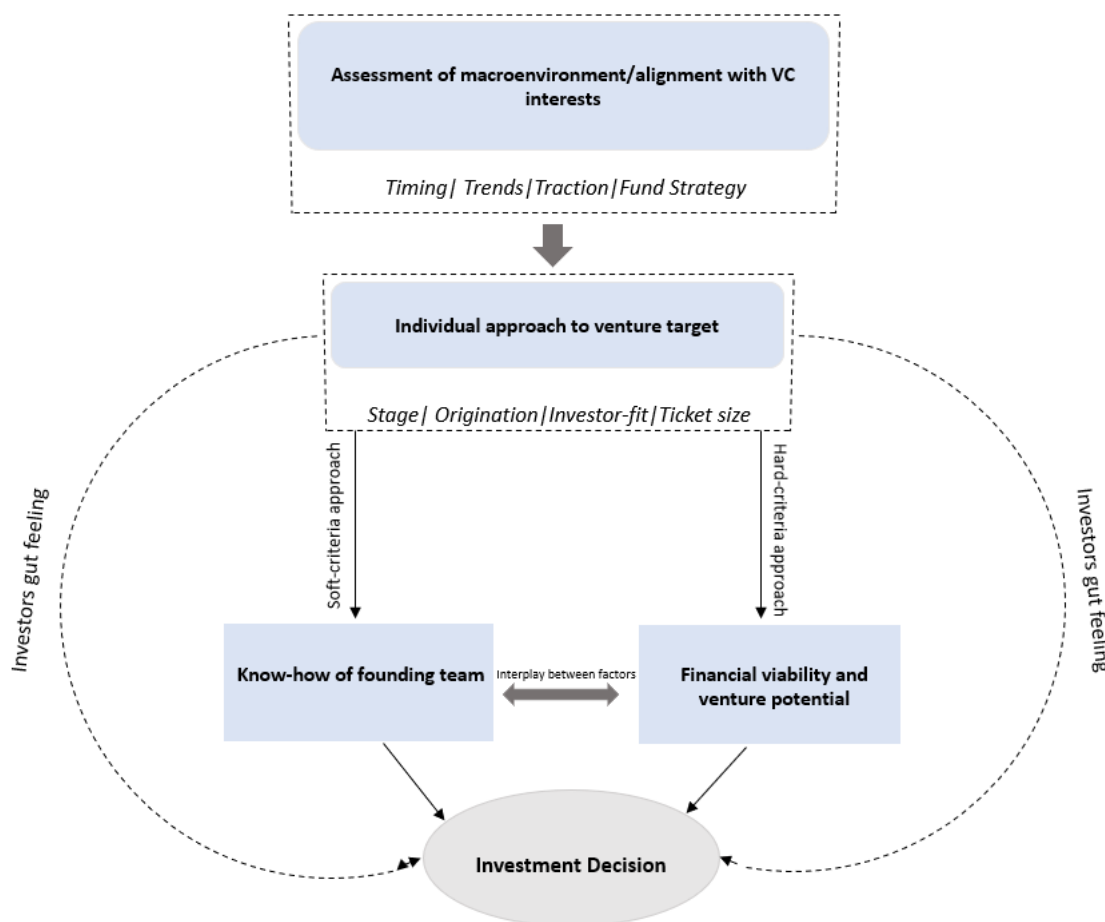 Assessment of macroenvironment/alignment with VC
interests
Timing| Trends|Traction|Fund Strategy
Individual approach to venture target
Stage| Origination|Investor-fit|Ticket size
Investors gut feeling
Soft-criteria approach
Hard-criteria approach
Investors gut feeling
Know-how of founding team
Interplay between factors
Financial viability and
venture potential
Investment Decision